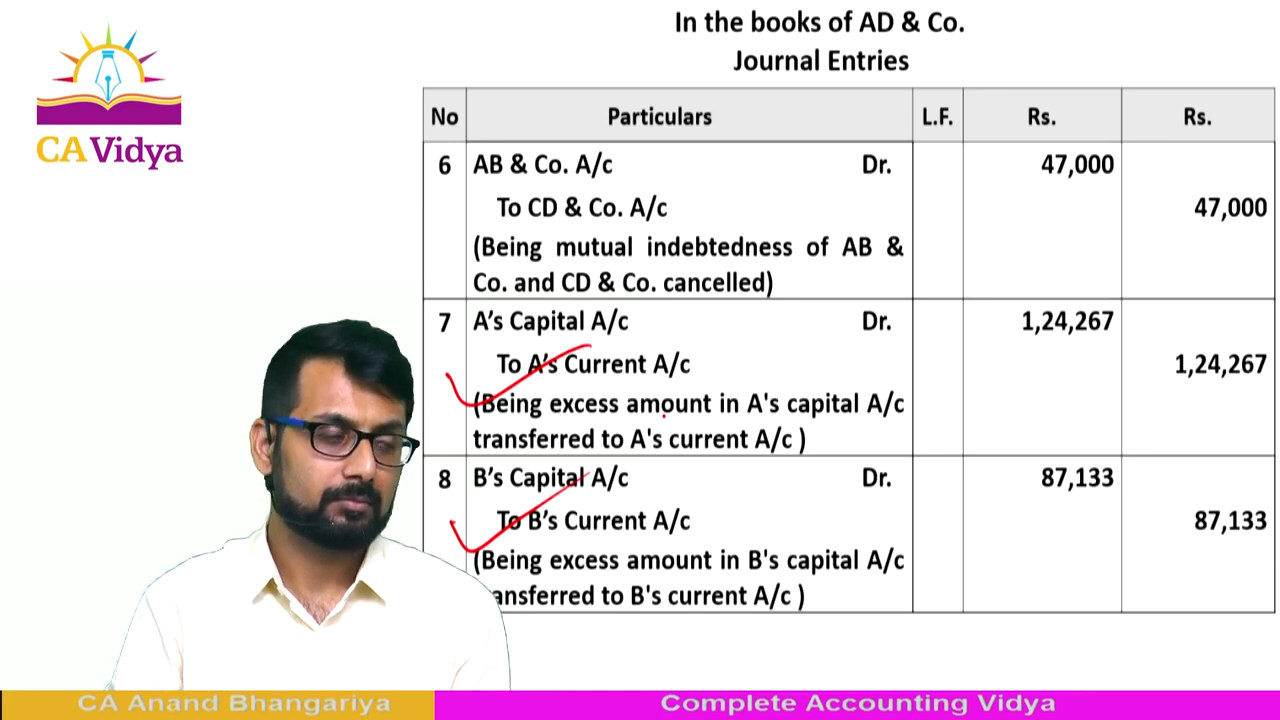 In the books of AD & Co.
Journal Entries
CA Vidya
No Particulars L.F. Rs. Rs.
6 AB & Co. A/c Dr. 47,000
To CD & Co. A/c 47,000
(Being mutual indebtedness of AB &
Co. and CD & Co. cancelled)
7 A's Capital A/c Dr. 1,24,267
To A's Current A/c 1,24,267
(Being excess amount in A's capital A/c
transferred to A's current A/c )
8 B's Capital A/c Dr. 87,133
To B's Current A/c 87,133
(Being excess amount in B's capital A/c
ansferred to B's current A/c )
CA Anand Bhangariya
Complete Accounting Vidya